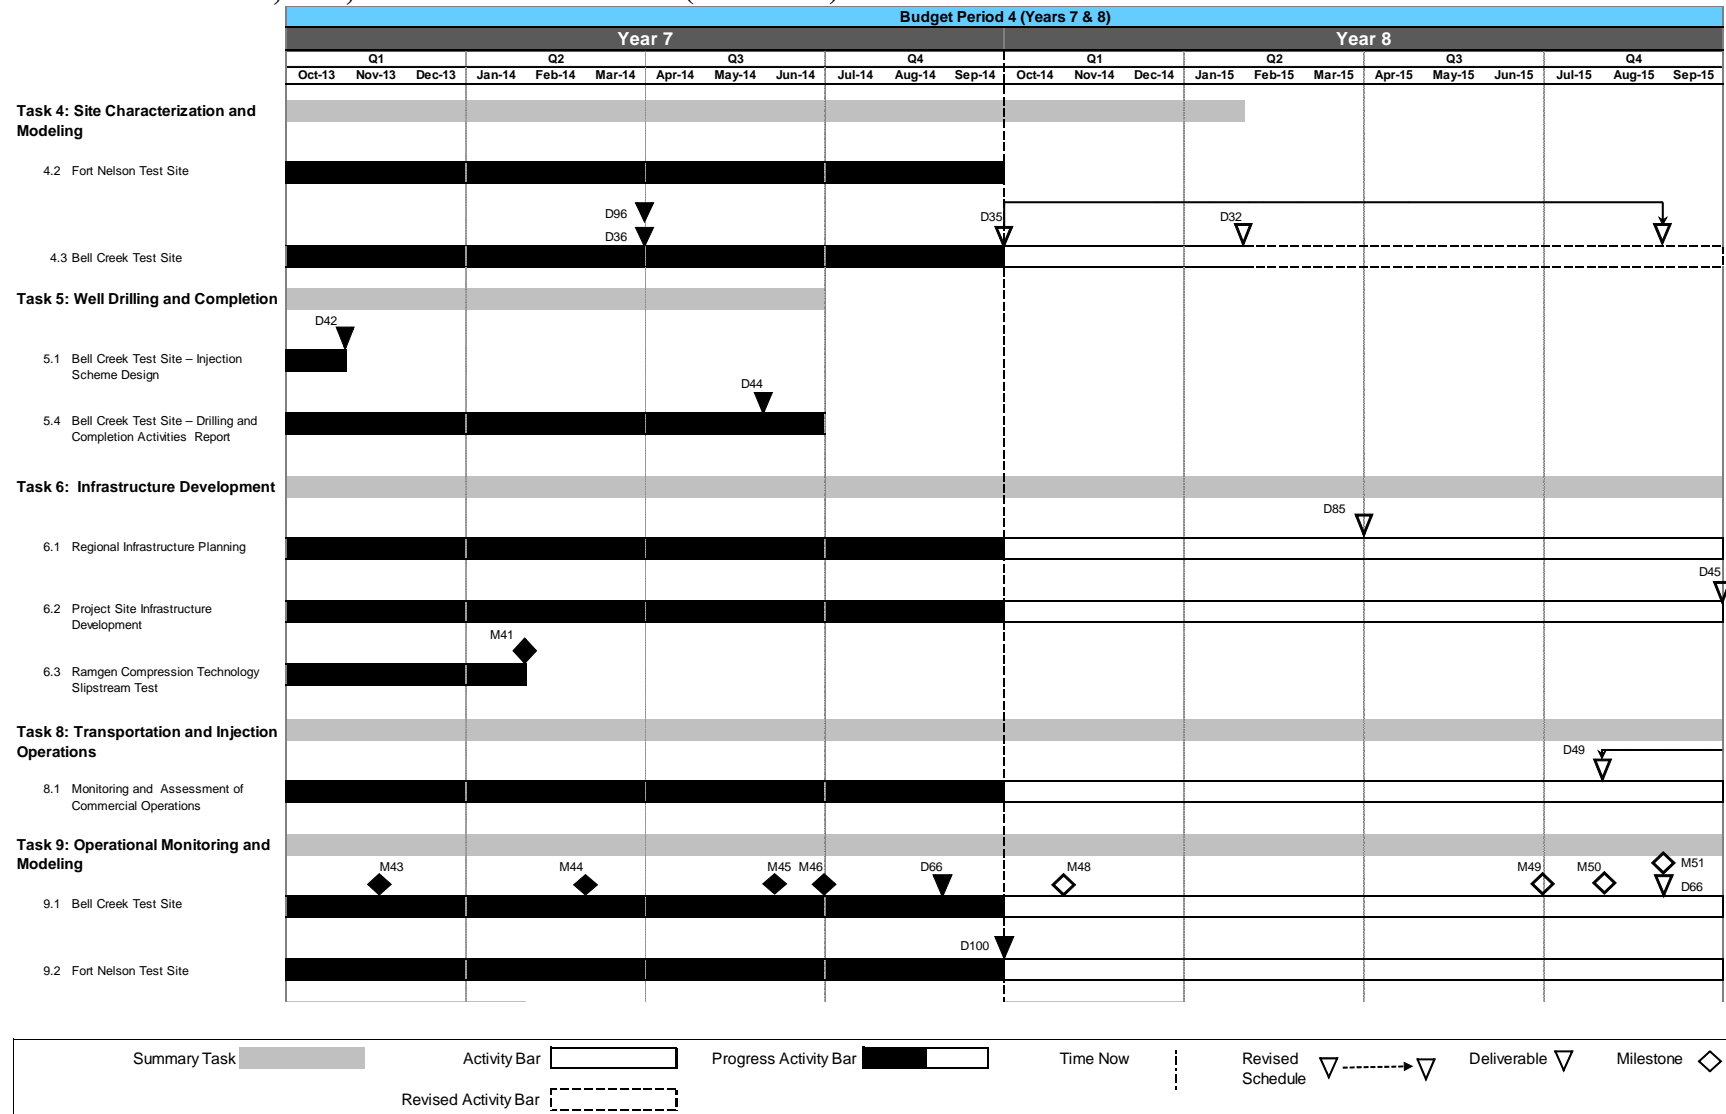 Budget Period 4 (Years 7 & 8)
Year 7 Year 8
Q1 Q2 Q3 Q4 Q1 Q2 Q3 Q4
Oct-13 Nov-13 Dec-13 Jan-14 Feb-14 Mar-14 Apr-14 May-14 Jun-14 Jul-14 Aug-14 Sep-14 Oct-14 Nov-14 Dec-14 Jan-15 Feb-15 Mar-15 Apr-15 May-15 Jun-15 Jul-15 Aug-15 Sep-15
Task 4: Site Characterization and
Modeling
4.2 Fort Nelson Test Site
D96 D35 D32
D36
4.3 Bell Creek Test Site
Task 5: Well Drilling and Completion
D42
5.1 Bell Creek Test Site – Injection
Scheme Design
D44
5.4 Bell Creek Test Site – Drilling and
Completion Activities Report
Task 6: Infrastructure Development
D85
6.1 Regional Infrastructure Planning
D45
6.2 Project Site Infrastructure
Development
M41
6.3 Ramgen Compression Technology
Slipstream Test
Task 8: Transportation and Injection
Operations
D49
8.1 Monitoring and Assessment of
Commercial Operations
Task 9: Operational Monitoring and
Modeling
M43 M44 M45 M46 D66 M48 M49 M50 M51
D66
9.1 Bell Creek Test Site
D100
9.2 Fort Nelson Test Site
Summary Task Activity Bar Progress Activity Bar Time Now Revised Deliverable Milestone
Schedule
Revised Activity Bar